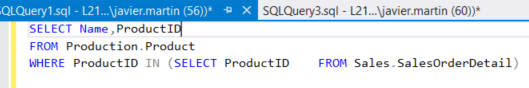 SQLQuery1.sql - L21...\javier.martin (56))* SQLQuery3.sql - L21...\javier.martin (60))*
SELECT Name,ProductID
FROM Production.Product
WHERE ProductID IN (SELECT ProductID    FROM Sales.SalesOrderDetail)